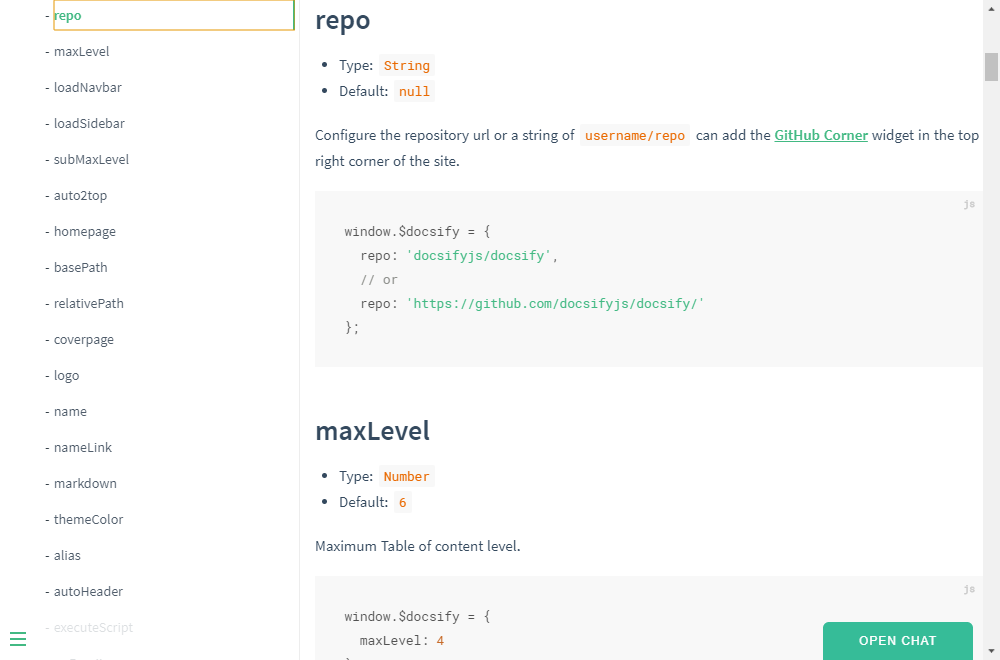 - repo
- maxLevel
- loadNavbar
- loadSidebar
- subMaxLevel
- auto2top
- homepage
- basePath
- relativePath
- coverpage
- logo
- name
- nameLink
- markdown
- themeColor
- alias
- autoHeader
- executeScript
repo
• Type: String
• Default: null
Configure the repository url or a string of username/repo can add the GitHub Corner widget in the top
right corner of the site.
js
window.$docsify = {
  repo: 'docsifyjs/docsify',
  // or
  repo: 'https://github.com/docsifyjs/docsify/'
};
maxLevel
• Type: Number
• Default: 6
Maximum Table of content level.
js
window.$docsify = {
  maxLevel: 4
OPEN CHAT